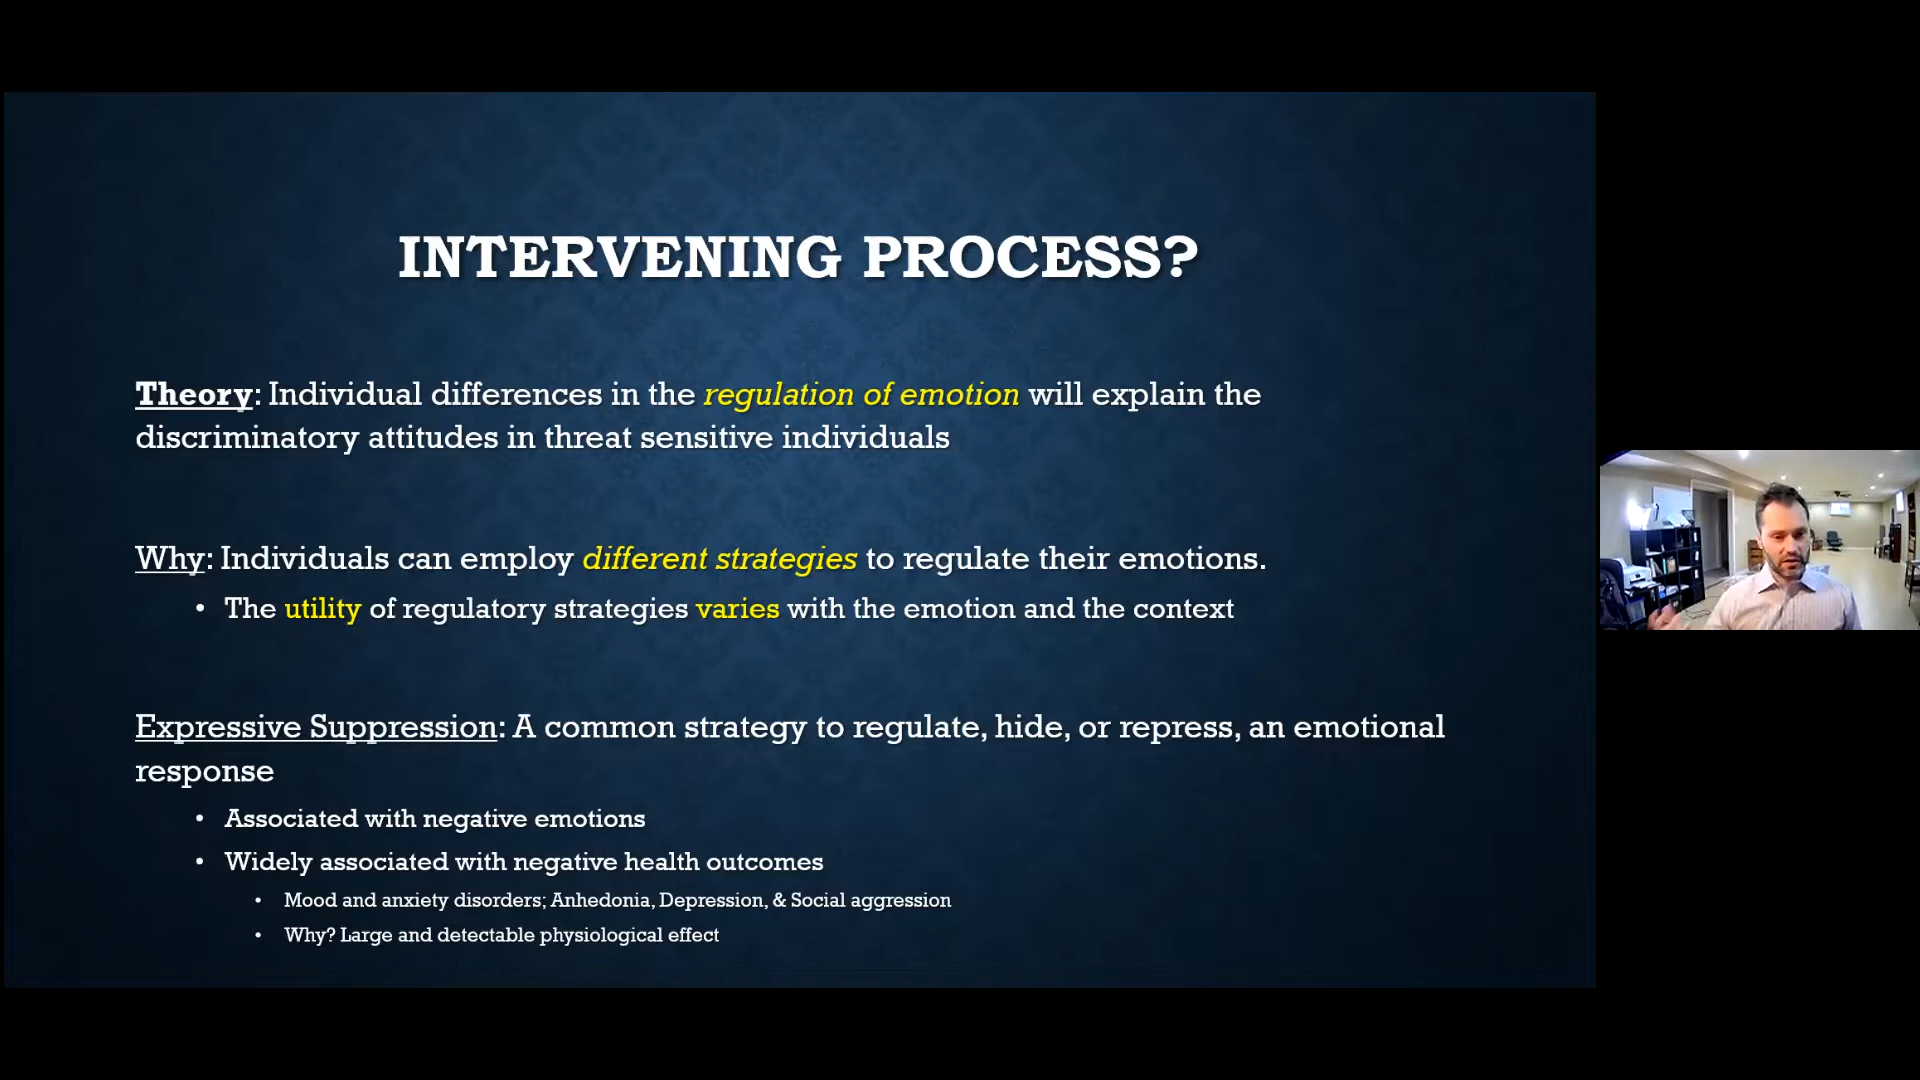 INTERVENING PROCESS?
Theory: Individual differences in the regulation of emotion will explain the
discriminatory attitudes in threat sensitive individuals
Why: Individuals can employ different strategies to regulate their emotions.
• The utility of regulatory strategies varies with the emotion and the context
Expressive Suppression: A common strategy to regulate, hide, or repress, an emotional
response
• Associated with negative emotions
• Widely associated with negative health outcomes
• Mood and anxiety disorders; Anhedonia, Depression, & Social aggression
• Why? Large and detectable physiological effect